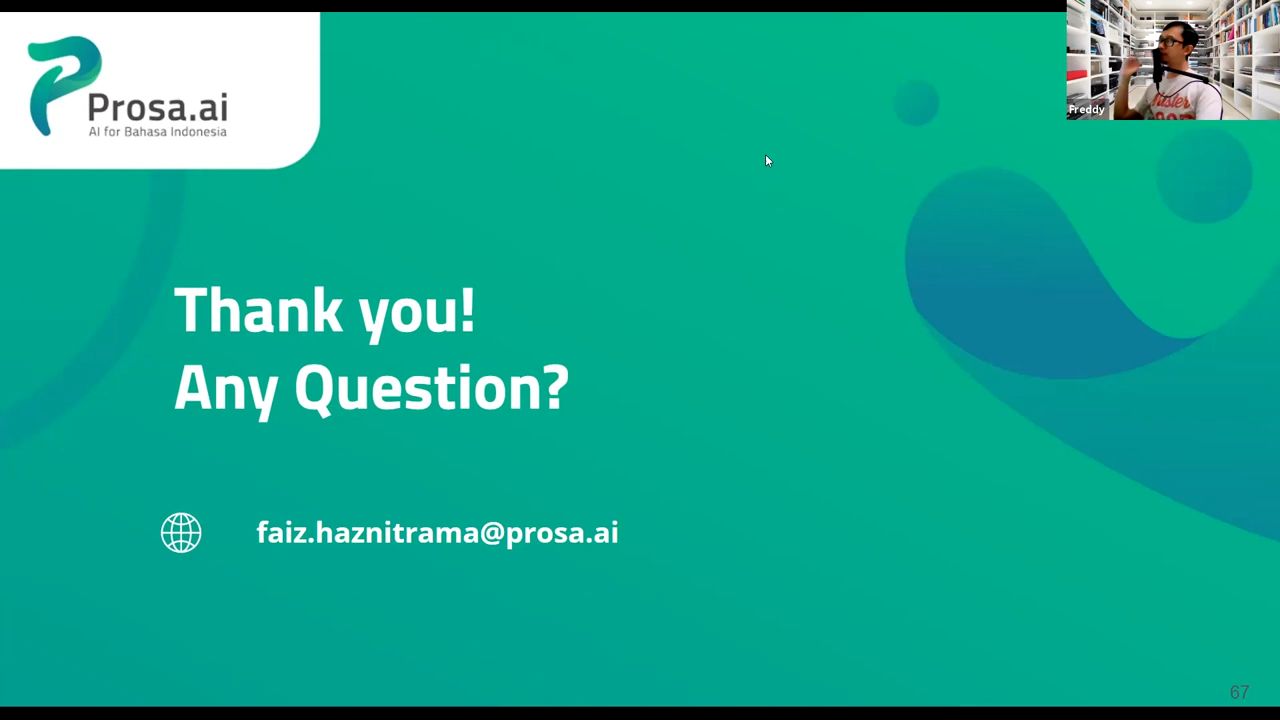 Prosa.ai
AI for Bahasa Indonesia
Freddy
Thank you!
Any Question?
faiz.haznitrama@prosa.ai
67